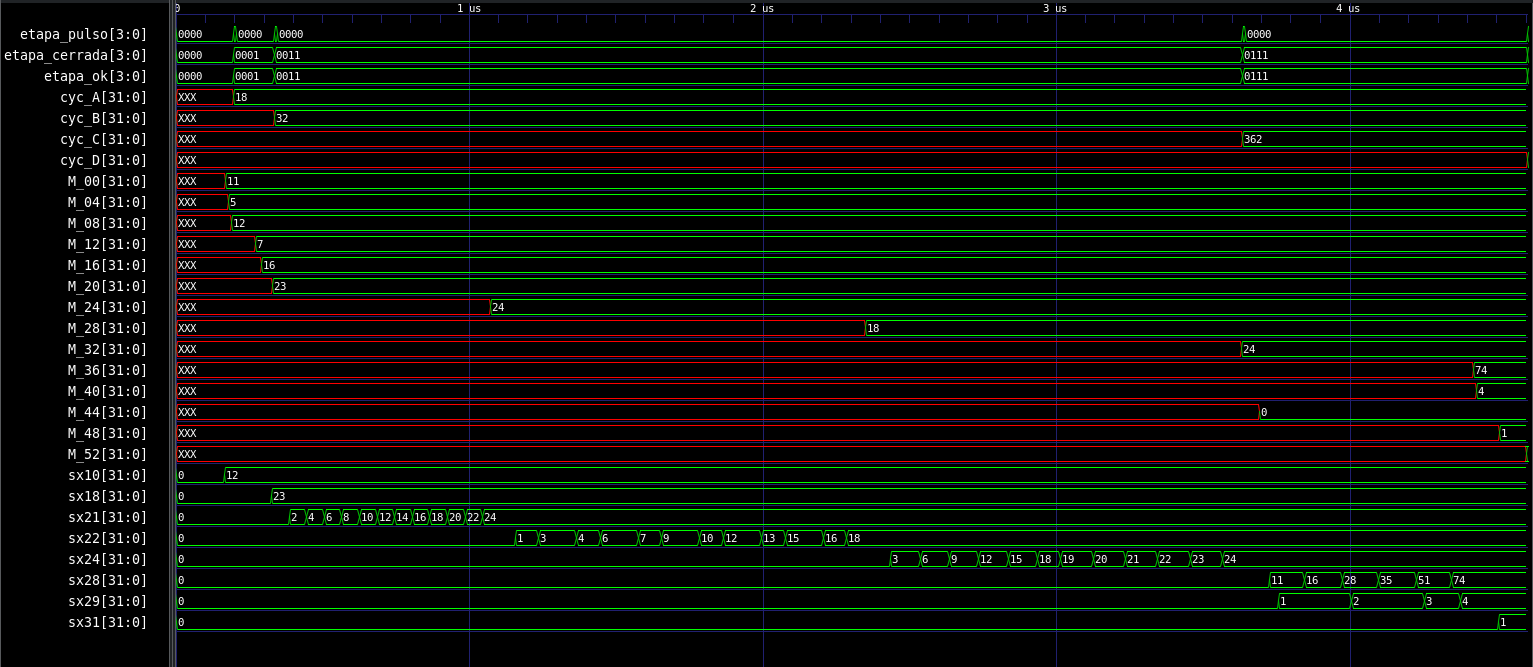 0 1 us 2 us 3 us 4 us
etapa_pulso[3:0] 0000 0000 0000 0000
etapa_cerrada[3:0] 0000 0001 0011 0111
etapa_ok[3:0] 0000 0001 0011 0111
cyc_A[31:0] XXX 18
cyc_B[31:0] XXX 32
cyc_C[31:0] XXX 362
cyc_D[31:0] XXX
M_00[31:0] XXX 11
M_04[31:0] XXX 5
M_08[31:0] XXX 12
M_12[31:0] XXX 7
M_16[31:0] XXX 16
M_20[31:0] XXX 23
M_24[31:0] XXX 24
M_28[31:0] XXX 18
M_32[31:0] XXX 24
M_36[31:0] XXX 74
M_40[31:0] XXX 4
M_44[31:0] XXX 0
M_48[31:0] XXX 1
M_52[31:0] XXX
sx10[31:0] 0 12
sx18[31:0] 0 23
sx21[31:0] 0 2 4 6 8 10 12 14 16 18 20 22 24
sx22[31:0] 0 1 3 4 6 7 9 10 12 13 15 16 18
sx24[31:0] 0 3 6 9 12 15 18 19 20 21 22 23 24
sx28[31:0] 0 11 16 28 35 51 74
sx29[31:0] 0 1 2 3 4
sx31[31:0] 0 1